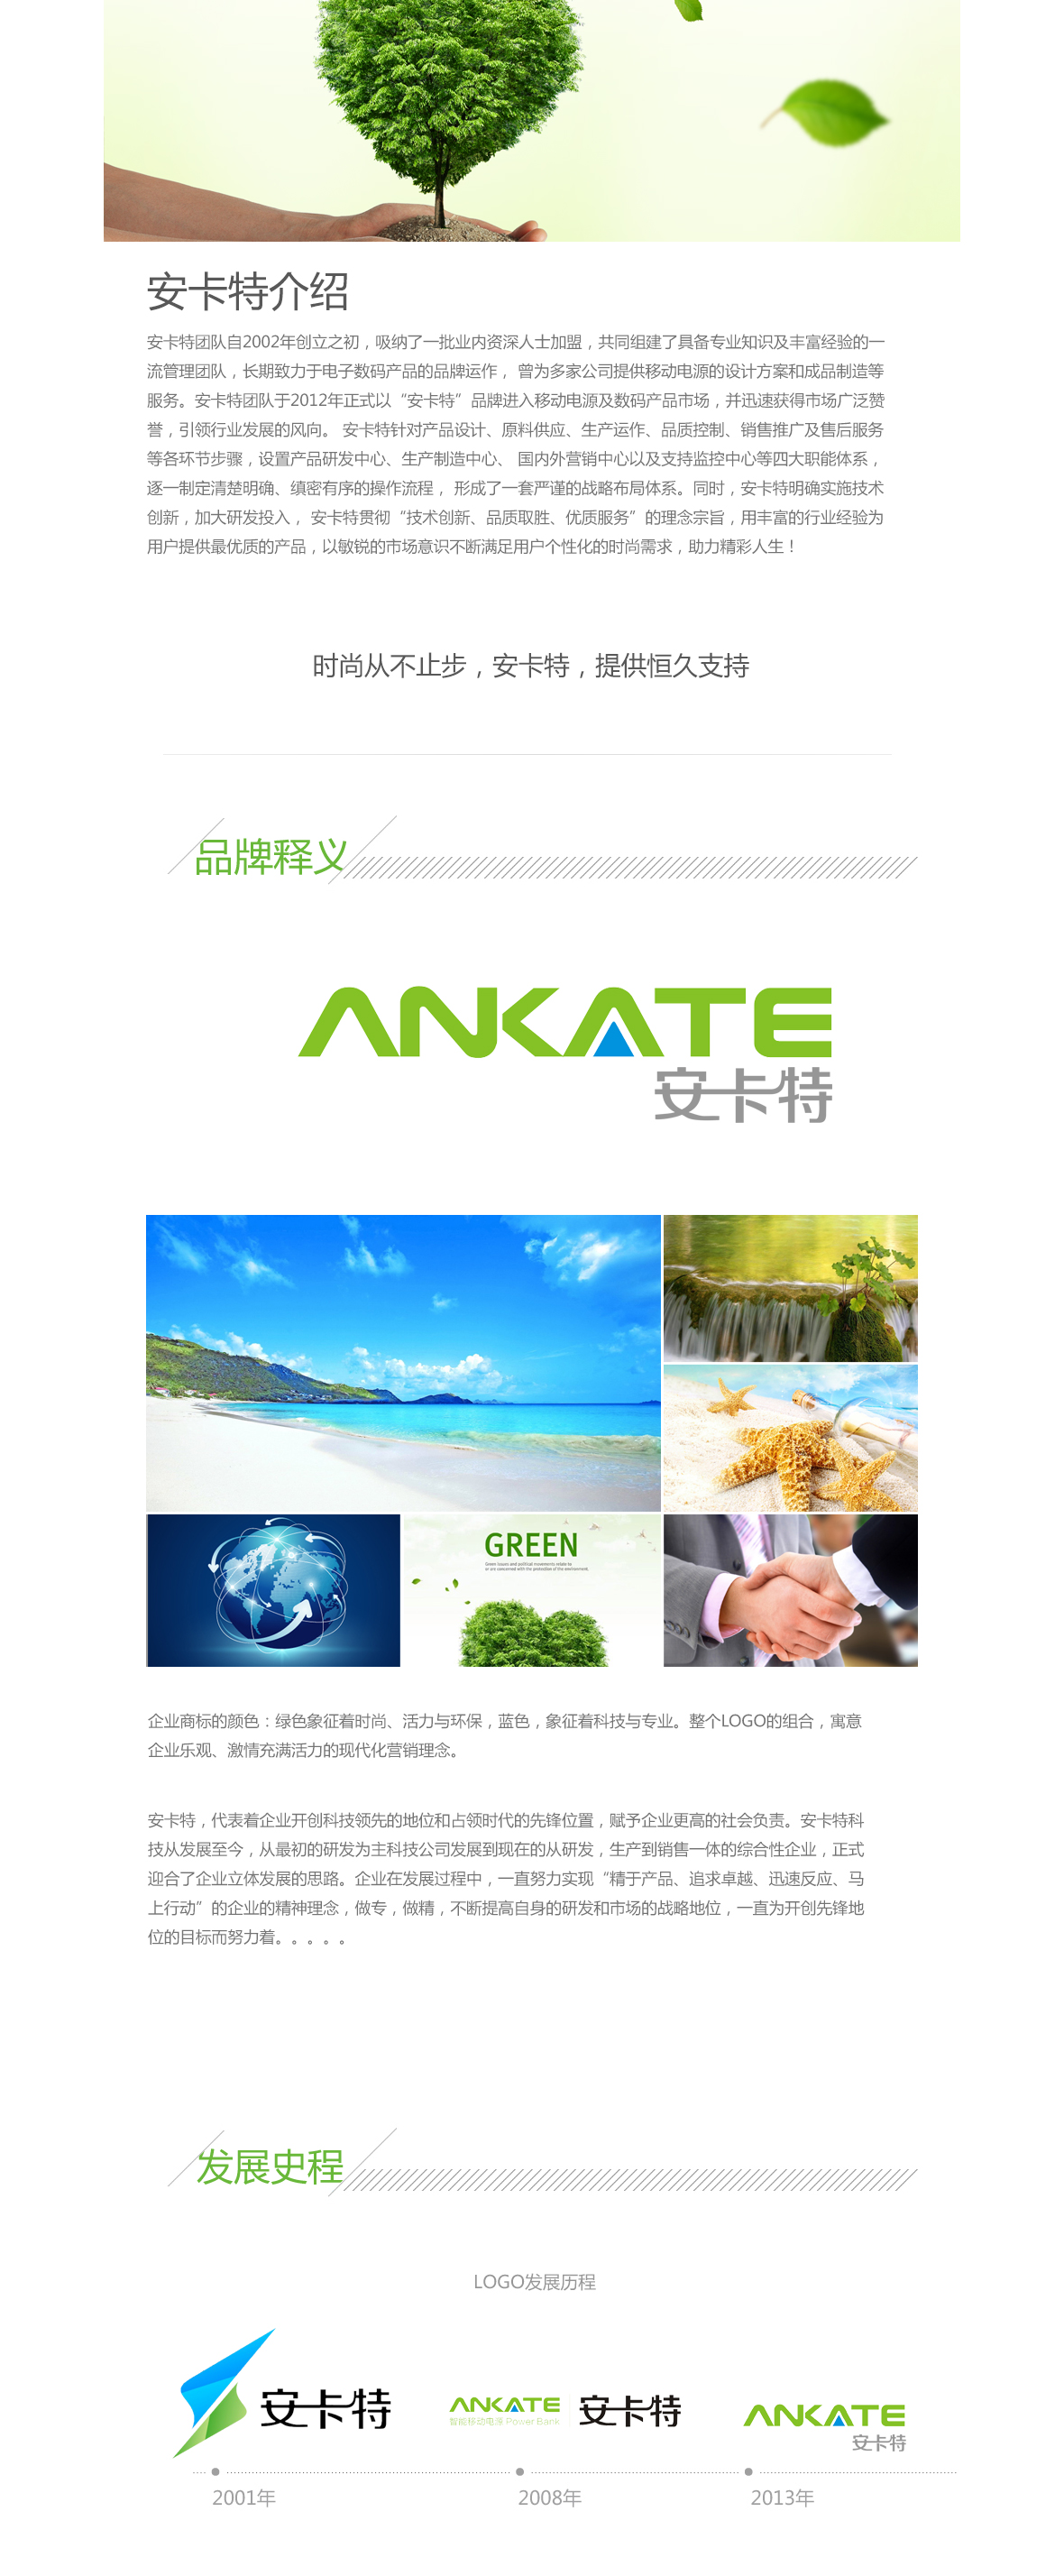 安卡特介绍
安卡特团队自2002年创立之初，吸纳了一批业内资深人士加盟，共同组建了具备专业知识及丰富经验的一
流管理团队，长期致力于电子数码产品的品牌运作， 曾为多家公司提供移动电源的设计方案和成品制造等
服务。安卡特团队于2012年正式以“安卡特”品牌进入移动电源及数码产品市场，并迅速获得市场广泛赞
誉，引领行业发展的风向。 安卡特针对产品设计、原料供应、生产运作、品质控制、销售推广及售后服务
等各环节步骤，设置产品研发中心、生产制造中心、 国内外营销中心以及支持监控中心等四大职能体系，
逐一制定清楚明确、缜密有序的操作流程， 形成了一套严谨的战略布局体系。同时，安卡特明确实施技术
创新，加大研发投入， 安卡特贯彻“技术创新、品质取胜、优质服务”的理念宗旨，用丰富的行业经验为
用户提供最优质的产品，以敏锐的市场意识不断满足用户个性化的时尚需求，助力精彩人生！
时尚从不止步，安卡特，提供恒久支持
品牌释义
ANKATE
安卡特
GREEN
Green issues and political movements relate to
or are concerned with the protection of the environment.
企业商标的颜色：绿色象征着时尚、活力与环保，蓝色，象征着科技与专业。整个LOGO的组合，寓意
企业乐观、激情充满活力的现代化营销理念。
安卡特，代表着企业开创科技领先的地位和占领时代的先锋位置，赋予企业更高的社会负责。安卡特科
技从发展至今，从最初的研发为主科技公司发展到现在的从研发，生产到销售一体的综合性企业，正式
迎合了企业立体发展的思路。企业在发展过程中，一直努力实现“精于产品、追求卓越、迅速反应、马
上行动”的企业的精神理念，做专，做精，不断提高自身的研发和市场的战略地位，一直为开创先锋地
位的目标而努力着。。。。。
发展史程
LOGO发展历程
安卡特
ANKATE
智能移动电源 Power Bank
安卡特
ANKATE
安卡特
2001年
2008年
2013年